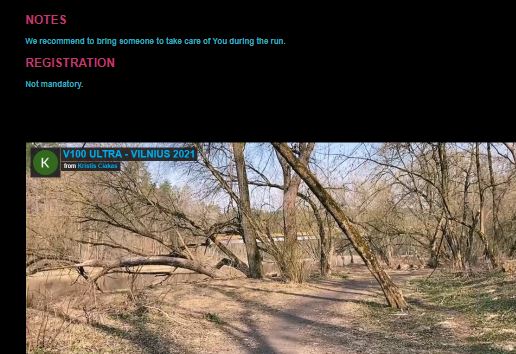 NOTES
We recommend to bring someone to take care of You during the run.
REGISTRATION
Not mandatory.
K
V100 ULTRA - VILNIUS 2021
from Kristis Ciakas